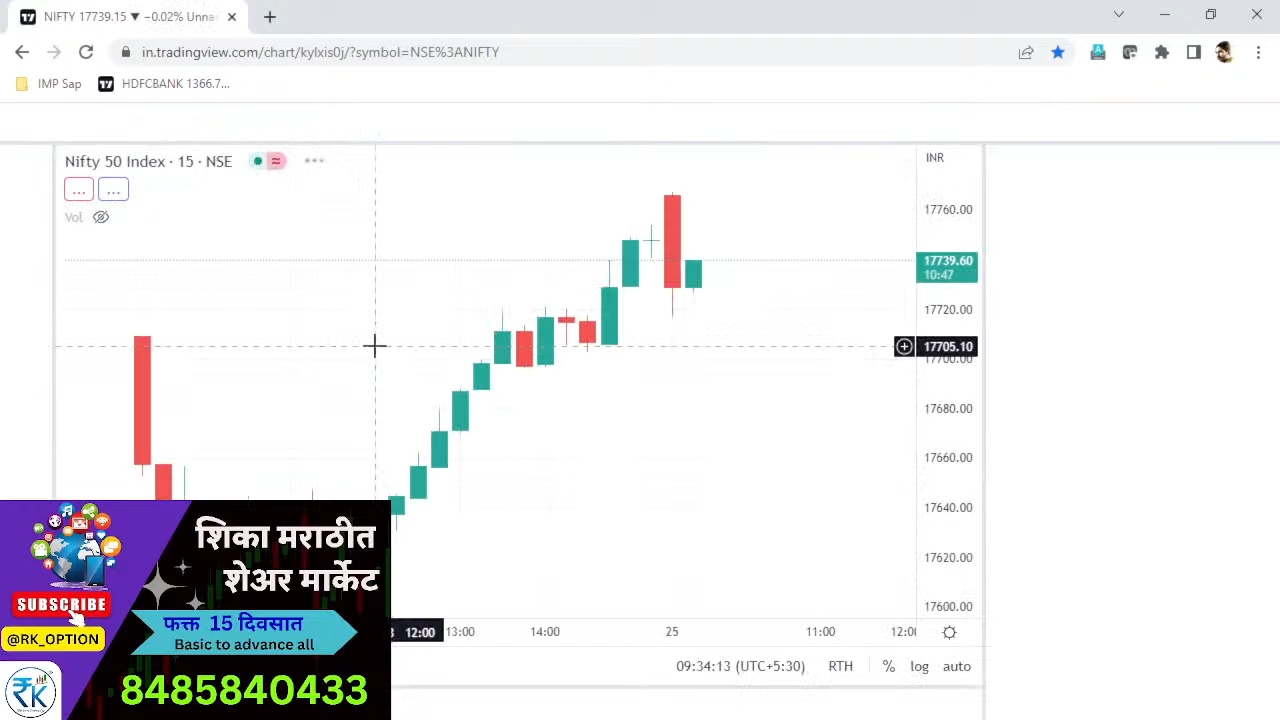 NIFTY 17739.15 ▼ −0.02% Unna
in.tradingview.com/chart/kylxis0j/?symbol=NSE%3ANIFTY
IMP Sap
HDFCBANK 1366.7...
Nifty 50 Index · 15 · NSE
INR
Vol
17760.00
17739.60
10:47
17720.00
17705.10
17700.00
17680.00
17660.00
17640.00
17620.00
17600.00
12:00 13:00 14:00 25 11:00 12:00
09:34:13 (UTC+5:30) RTH % log auto
शिका मराठीत
शेअर मार्केट
SUBSCRIBE
@RK_OPTION
फक्त 15 दिवसात
Basic to advance all
8485840433